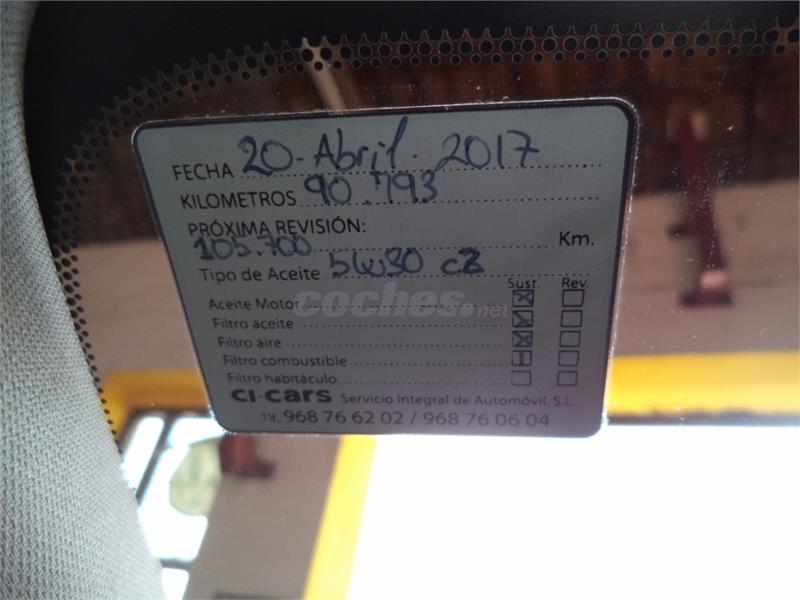 FECHA 20-Abril. 2017
KILOMETROS 90.793
PRÓXIMA REVISIÓN:
105.700 Km.
Tipo de Aceite 5W30 c3
Sust. Rev.
Aceite Motor
Filtro aceite
Filtro aire
Filtro combustible
Filtro habitáculo
CI-CARS Servicio Integral de Automóvil, S.L.
Tlf.: 968 76 62 02 / 968 76 06 04
coches.net